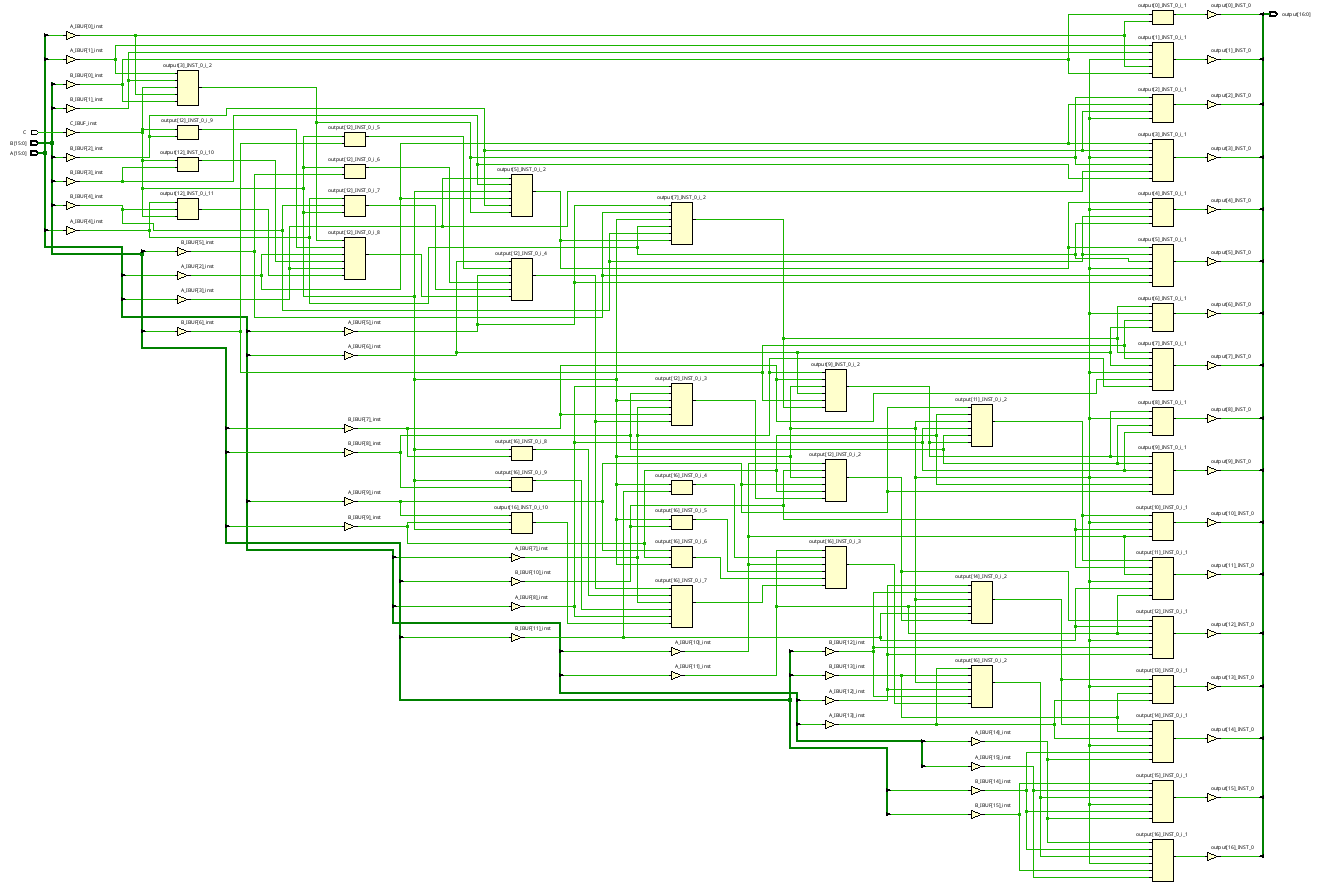 output[0]_INST_0_i_1
output[0]_INST_0
output[16:0]
A_IBUF[0]_inst
output[1]_INST_0_i_1
output[1]_INST_0
A_IBUF[1]_inst
output[3]_INST_0_i_2
B_IBUF[0]_inst
output[2]_INST_0_i_1
output[2]_INST_0
B_IBUF[1]_inst
output[12]_INST_0_i_9
output[12]_INST_0_i_5
C
C_IBUF_inst
output[3]_INST_0_i_1
output[3]_INST_0
B[15:0]
A[15:0]
B_IBUF[2]_inst
output[12]_INST_0_i_10
output[12]_INST_0_i_6
output[5]_INST_0_i_2
B_IBUF[3]_inst
output[12]_INST_0_i_11
output[12]_INST_0_i_7
output[7]_INST_0_i_2
output[4]_INST_0_i_1
output[4]_INST_0
B_IBUF[4]_inst
A_IBUF[4]_inst
output[12]_INST_0_i_8
output[5]_INST_0_i_1
output[5]_INST_0
B_IBUF[5]_inst
output[12]_INST_0_i_4
A_IBUF[2]_inst
A_IBUF[3]_inst
output[6]_INST_0_i_1
output[6]_INST_0
B_IBUF[6]_inst
A_IBUF[5]_inst
output[7]_INST_0_i_1
output[7]_INST_0
A_IBUF[6]_inst
output[9]_INST_0_i_2
output[12]_INST_0_i_3
output[11]_INST_0_i_2
output[8]_INST_0_i_1
output[8]_INST_0
B_IBUF[7]_inst
B_IBUF[8]_inst
output[16]_INST_0_i_8
output[12]_INST_0_i_2
output[9]_INST_0_i_1
output[9]_INST_0
output[16]_INST_0_i_9
output[16]_INST_0_i_4
A_IBUF[9]_inst
B_IBUF[9]_inst
output[16]_INST_0_i_10
output[16]_INST_0_i_5
output[10]_INST_0_i_1
output[10]_INST_0
A_IBUF[7]_inst
output[16]_INST_0_i_6
output[16]_INST_0_i_3
output[11]_INST_0_i_1
output[11]_INST_0
B_IBUF[10]_inst
output[16]_INST_0_i_7
output[14]_INST_0_i_2
A_IBUF[8]_inst
B_IBUF[11]_inst
output[12]_INST_0_i_1
output[12]_INST_0
A_IBUF[10]_inst
B_IBUF[12]_inst
A_IBUF[11]_inst
B_IBUF[13]_inst
output[16]_INST_0_i_2
output[13]_INST_0_i_1
output[13]_INST_0
A_IBUF[12]_inst
A_IBUF[13]_inst
output[14]_INST_0_i_1
output[14]_INST_0
A_IBUF[14]_inst
A_IBUF[15]_inst
B_IBUF[14]_inst
output[15]_INST_0_i_1
output[15]_INST_0
B_IBUF[15]_inst
output[16]_INST_0_i_1
output[16]_INST_0